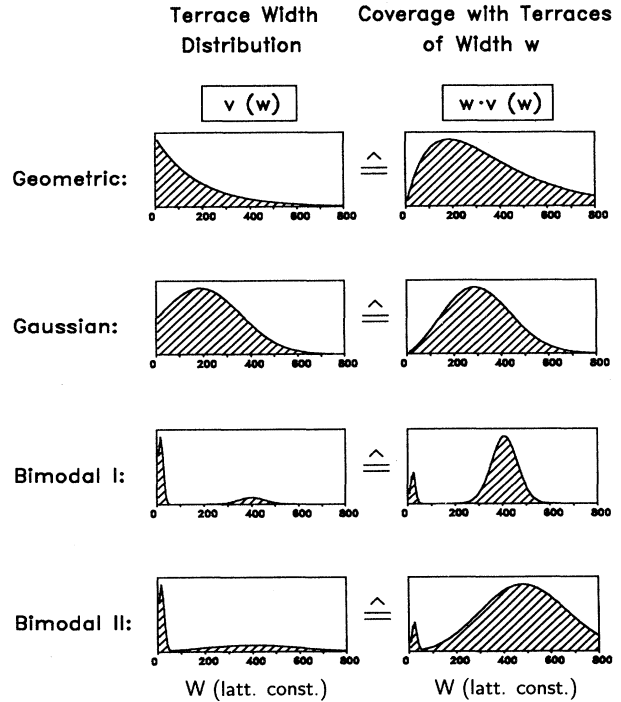 Terrace Width Distribution
Coverage with Terraces of Width w
v (w)
w·v (w)
Geometric:
≙
0 200 400 600 800
0 200 400 600 800
Gaussian:
≙
0 200 400 600 800
0 200 400 600 800
Bimodal I:
≙
0 200 400 600 800
0 200 400 600 800
Bimodal II:
≙
0 200 400 600 800
0 200 400 600 800
W (latt. const.)
W (latt. const.)